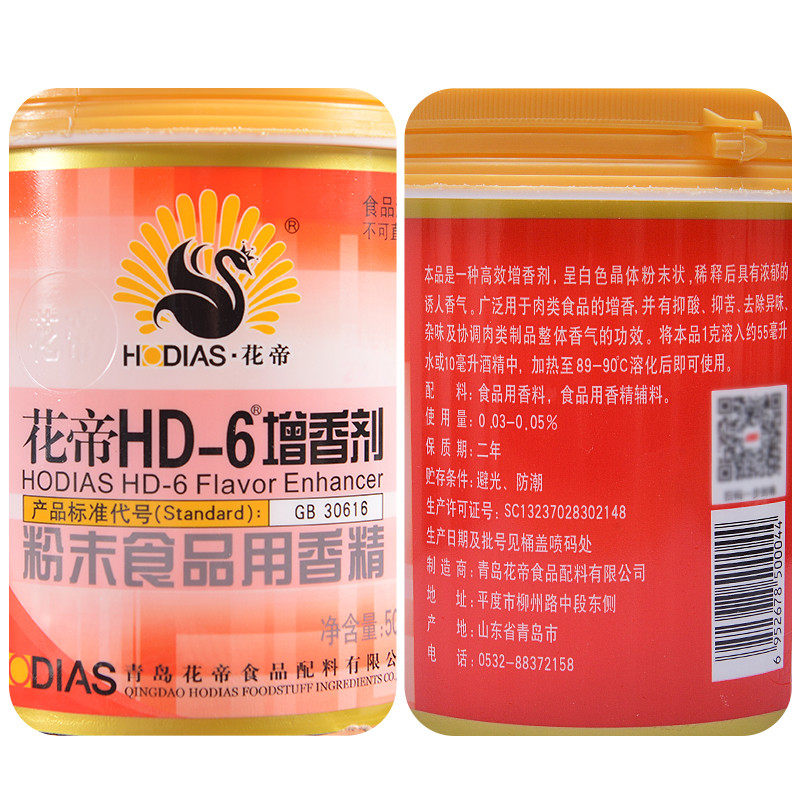 食品
不可直
®
HODIAS·花帝
花帝HD-6®增香剂
HODIAS HD-6 Flavor Enhancer
产品标准代号(Standard): GB 30616
粉末食品用香精
净含量:50
HODIAS 青岛花帝食品配料有限公
QINGDAO HODIAS FOODSTUFF INGREDIENTS CO.,
本品是一种高效增香剂，呈白色晶体粉末状，稀释后具有浓郁的
诱人香气。广泛用于肉类食品的增香，并有抑酸、抑苦、去除异味、
杂味及协调肉类制品整体香气的功效。将本品1克溶入约55毫升
水或10毫升酒精中，加热至89-90℃溶化后即可使用。
配 料: 食品用香料，食品用香精辅料。
使用量: 0.03-0.05%
保质期: 二年
贮存条件: 避光、防潮
生产许可证号: SC13237028302148
生产日期及批号见桶盖喷码处
制造商: 青岛花帝食品配料有限公司
地 址: 平度市柳州路中段东侧
产 地: 山东省青岛市
电 话: 0532-88372158
6 952678 500044